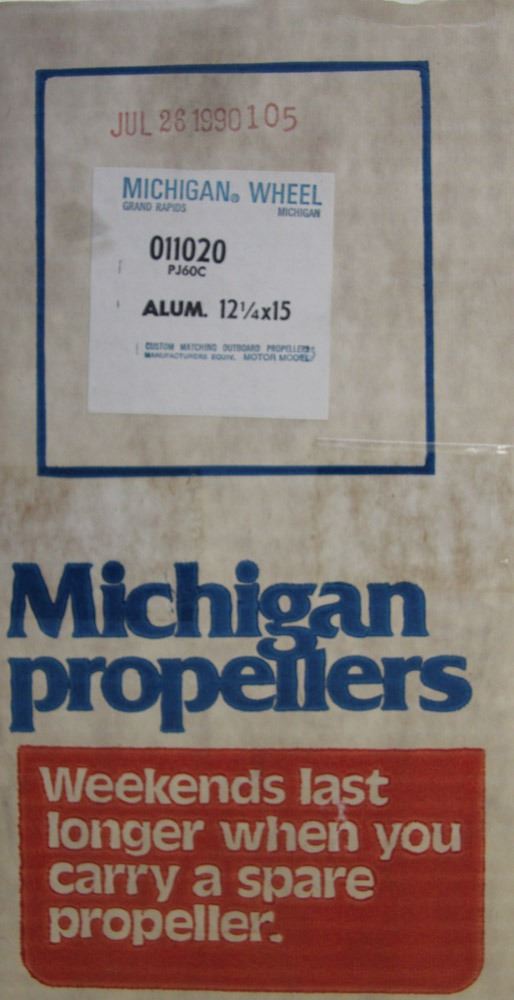 JUL 26 1990 105
MICHIGAN® WHEEL
GRAND RAPIDS MICHIGAN
011020
PJ60C
ALUM. 12¼x15
CUSTOM MATCHING OUTBOARD PROPELLERS
MANUFACTURERS EQUIV. MOTOR MODELS
Michigan
propellers
Weekends last
longer when you
carry a spare
propeller.